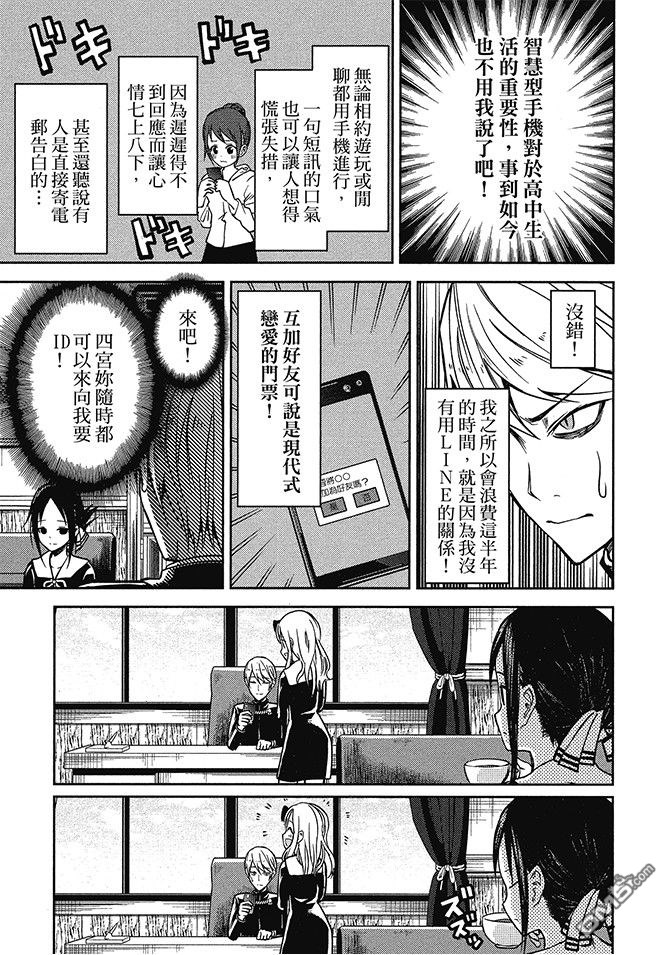 智慧型手機對於高中生
活的重要性，事到如今
也不用我說了吧！
無論相約遊玩或閒
聊都用手機進行，
一句短訊的口氣
也可以讓人想得
慌張失措，
因為遲遲得不
到回應而讓心
情七上八下，
甚至還聽說有
人是直接寄電
郵告白的…
ドキ
ドキ
ドキ
沒錯！
我之所以會浪費這半年
的時間，就是因為我沒
有用LINE的關係！
互加好友可說是現代式
戀愛的門票！
加為好友嗎？
是
否
來吧！
四宮妳隨時都
可以來向我要
ID！
ズズッ